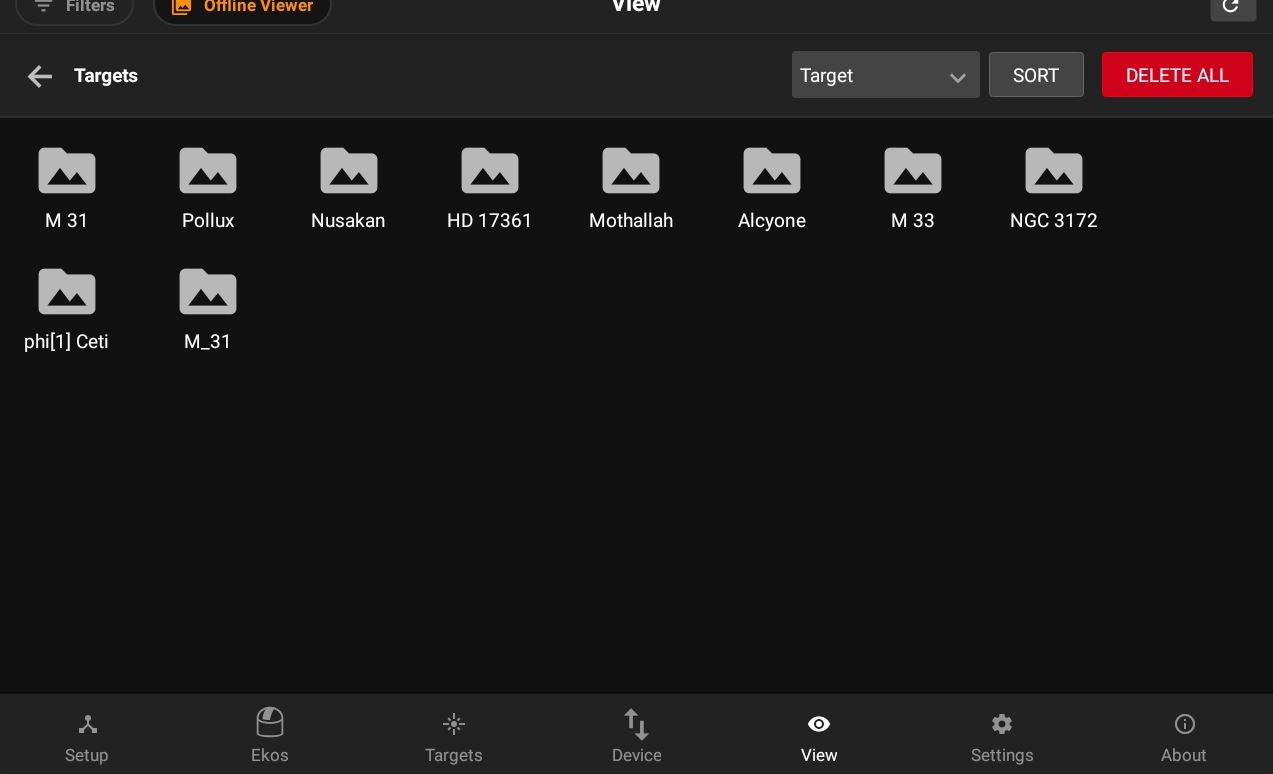 Filters Offline Viewer View
Targets Target SORT DELETE ALL
M 31 Pollux Nusakan HD 17361 Mothallah Alcyone M 33 NGC 3172
phi[1] Ceti M_31
Setup Ekos Targets Device View Settings About